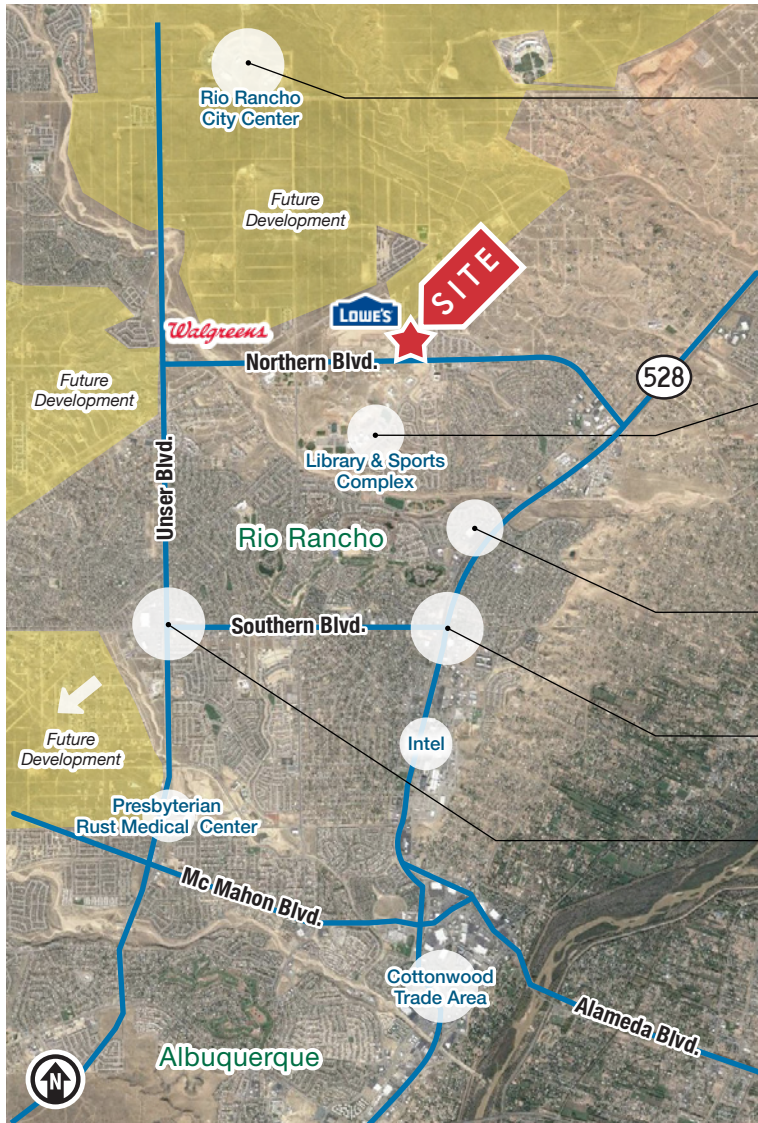 Rio Rancho
City Center
Future
Development
SITE
LOWE'S
Walgreens
Northern Blvd.
528
Future
Development
Unser Blvd.
Library & Sports
Complex
Rio Rancho
Southern Blvd.
Future
Development
Intel
Presbyterian
Rust Medical Center
Mc Mahon Blvd.
Cottonwood
Trade Area
Alameda Blvd.
Albuquerque
N